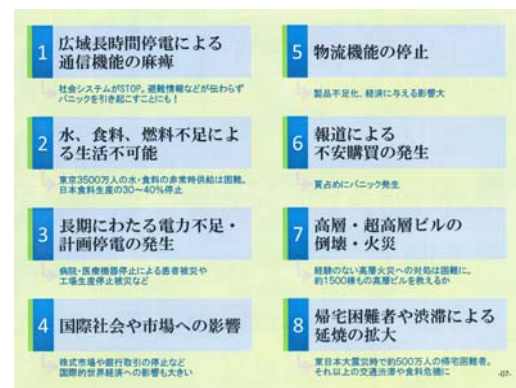 1
広域長時間停電による
通信機能の麻痺
社会システムがSTOP。避難情報などが伝わらず
パニックを引き起こすことにも!
2
水、食料、燃料不足によ
る生活不可能
東京3500万人の水・食料の非常時供給は困難。
日本食料生産の30〜40%停止
3
長期にわたる電力不足・
計画停電の発生
病院・医療機器停止による患者被災や
工場生産停止被災など
4
国際社会や市場への影響
株式市場や銀行取引の停止など
国際的世界経済への影響も大きい
5
物流機能の停止
製品不足化、経済に与える影響大
6
報道による
不安購買の発生
買占めにパニック発生
7
高層・超高層ビルの
倒壊・火災
経験のない高層火災への対処は困難に。
約1500棟もの高層ビルを救えるか
8
帰宅困難者や渋滞による
延焼の拡大
東日本大震災時で約500万人の帰宅困難者。
それ以上の交通渋滞や食料危機に
-07-